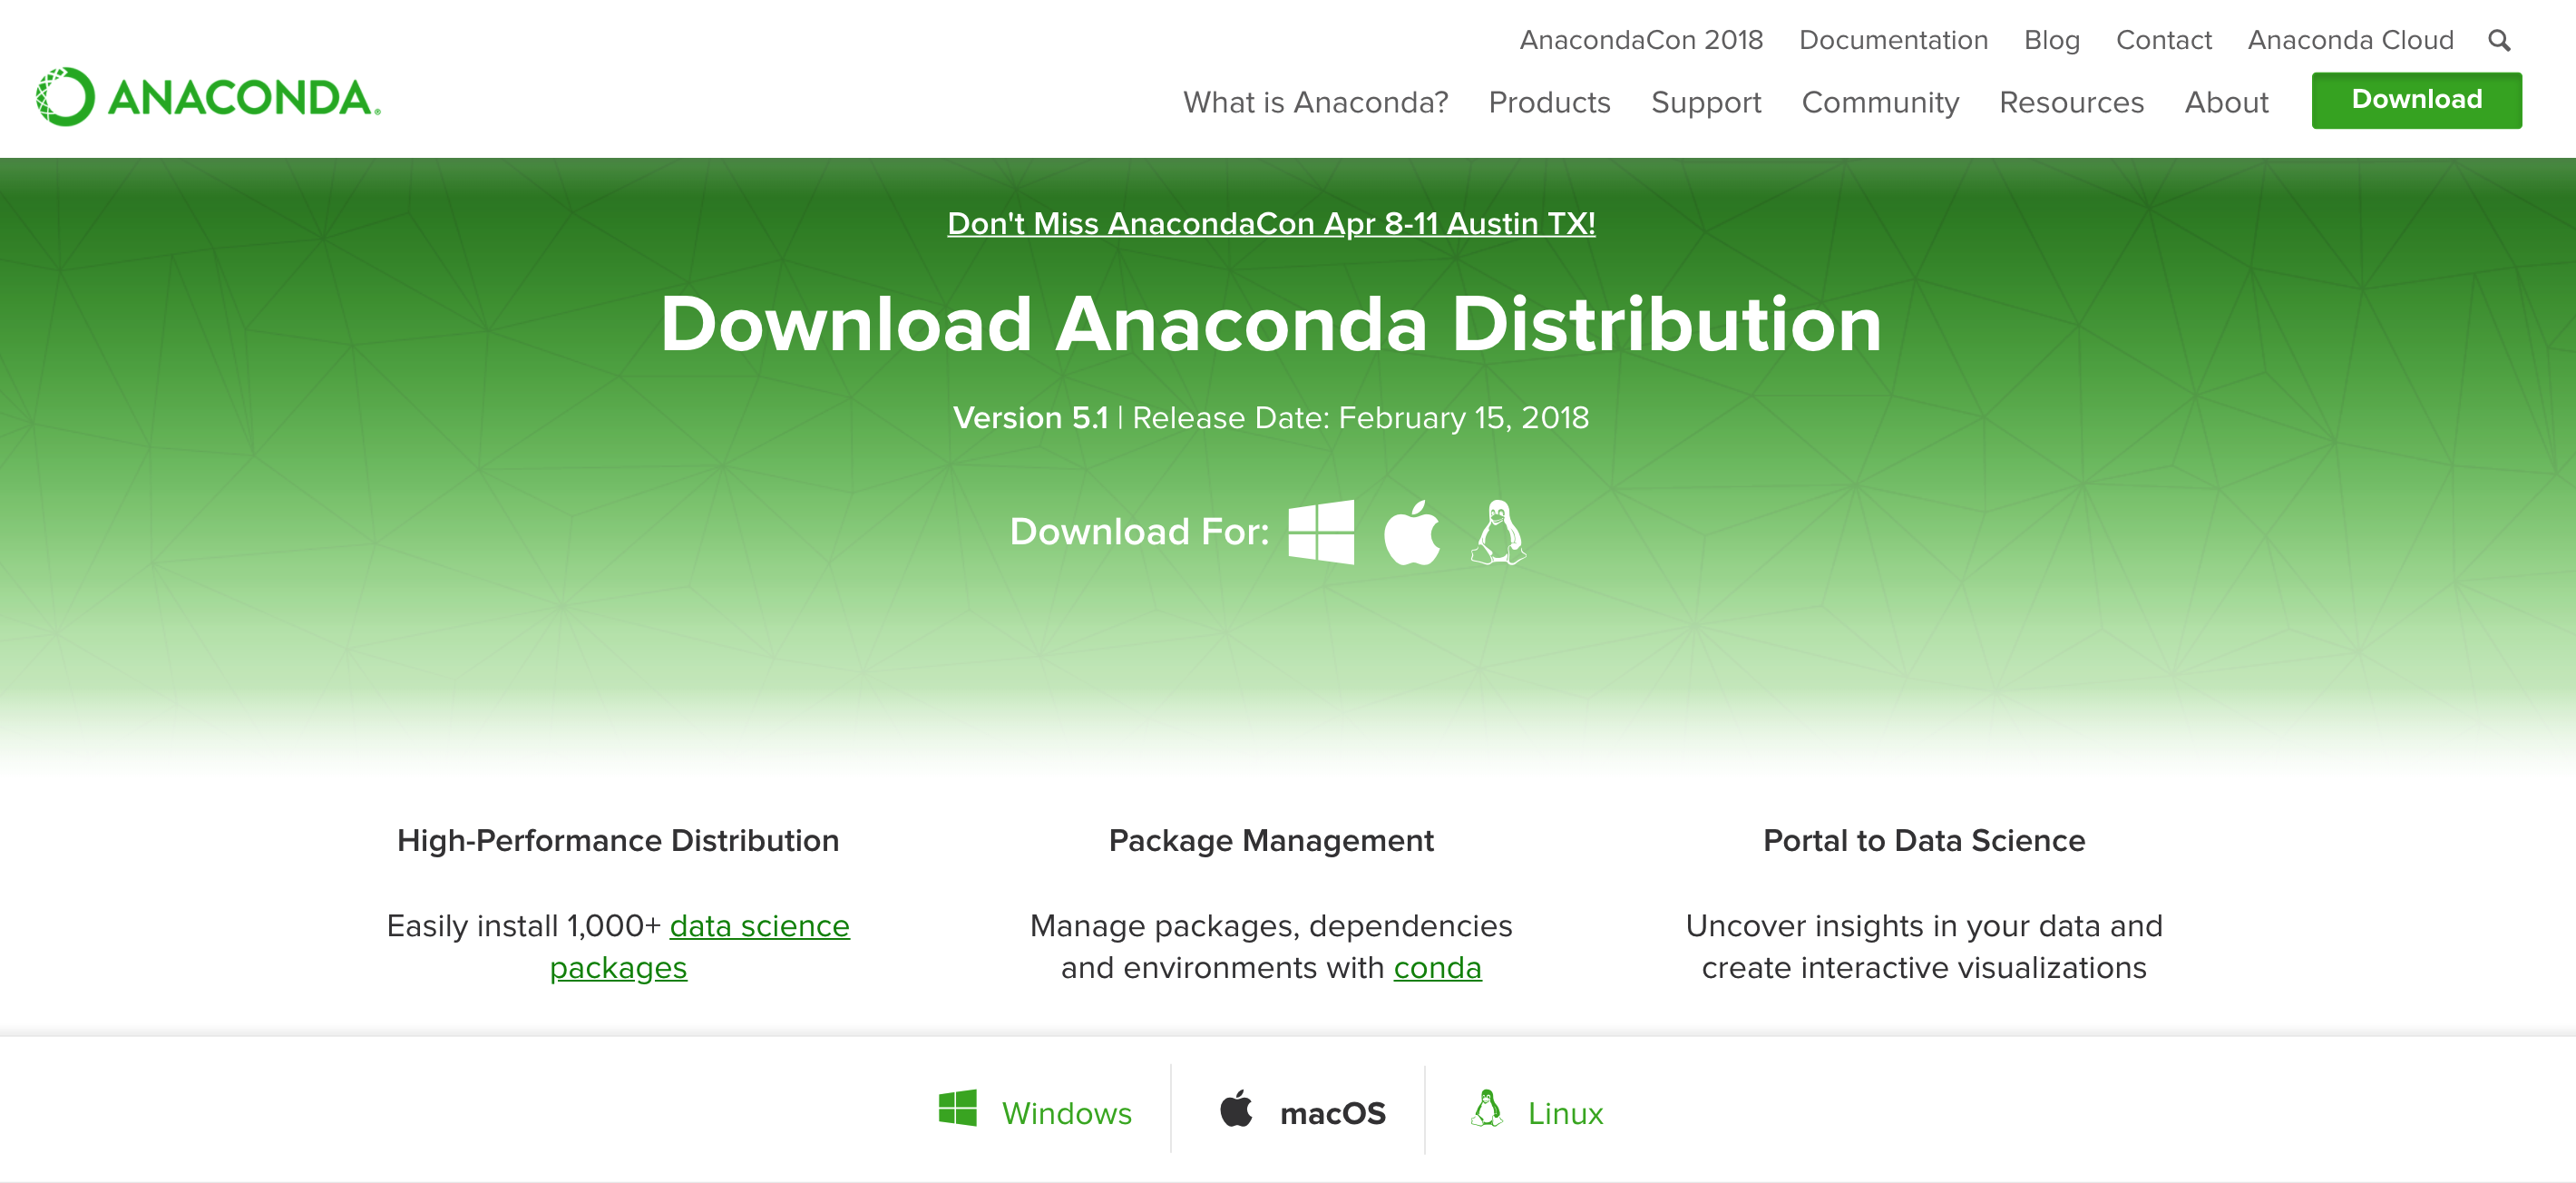 AnacondaCon 2018 Documentation Blog Contact Anaconda Cloud
ANACONDA®
What is Anaconda? Products Support Community Resources About Download
Don't Miss AnacondaCon Apr 8-11 Austin TX!
Download Anaconda Distribution
Version 5.1 | Release Date: February 15, 2018
Download For:
High-Performance Distribution
Easily install 1,000+ data science
packages
Package Management
Manage packages, dependencies
and environments with conda
Portal to Data Science
Uncover insights in your data and
create interactive visualizations
Windows macOS Linux